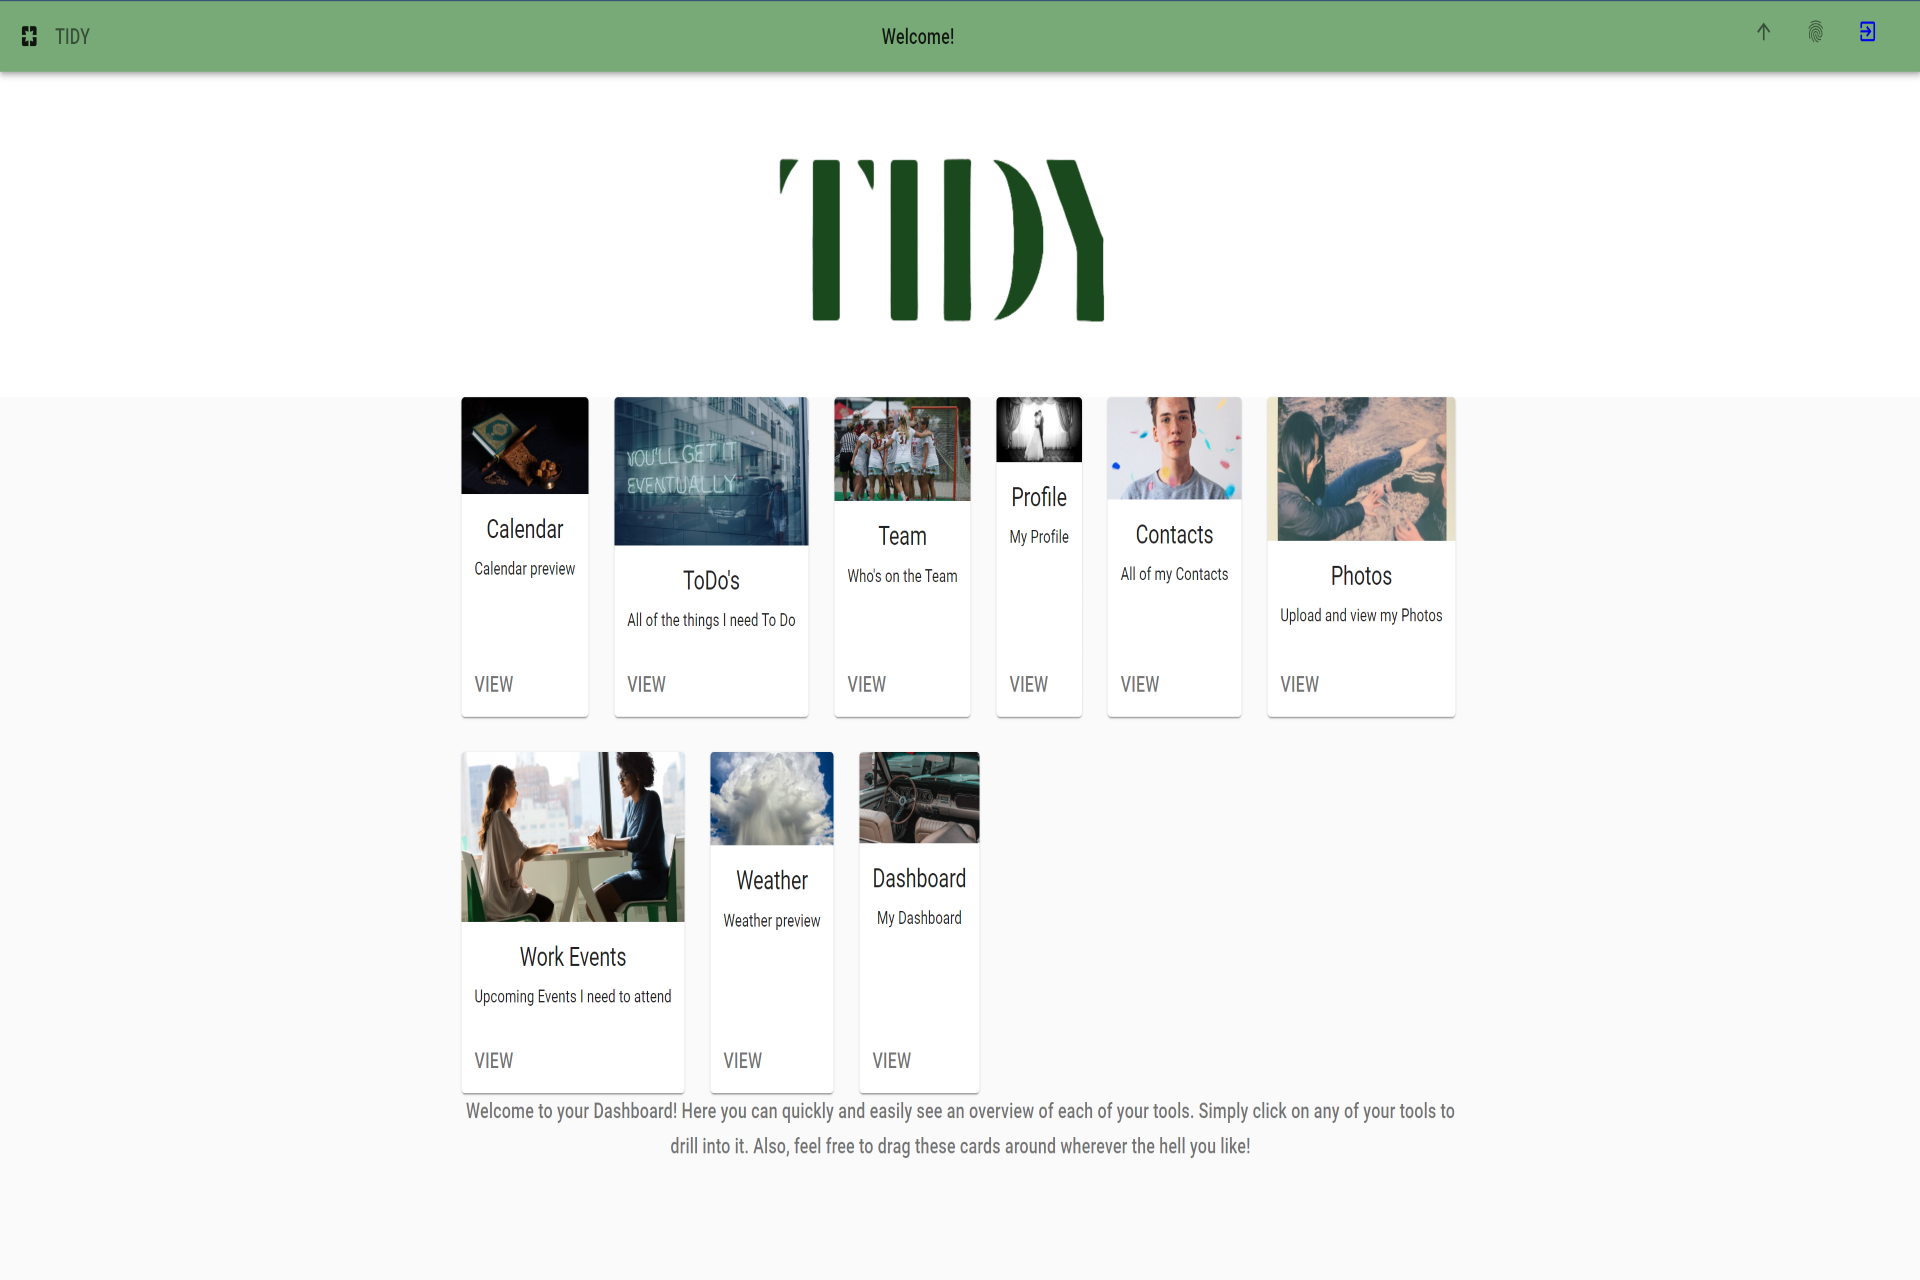 TIDY
Welcome!
TIDY
YOU'LL GET IT
EVENTUALLY
Calendar
Calendar preview
VIEW
ToDo's
All of the things I need To Do
VIEW
Team
Who's on the Team
VIEW
Profile
My Profile
VIEW
Contacts
All of my Contacts
VIEW
Photos
Upload and view my Photos
VIEW
Work Events
Upcoming Events I need to attend
VIEW
Weather
Weather preview
VIEW
Dashboard
My Dashboard
VIEW
Welcome to your Dashboard! Here you can quickly and easily see an overview of each of your tools. Simply click on any of your tools to
drill into it. Also, feel free to drag these cards around wherever the hell you like!